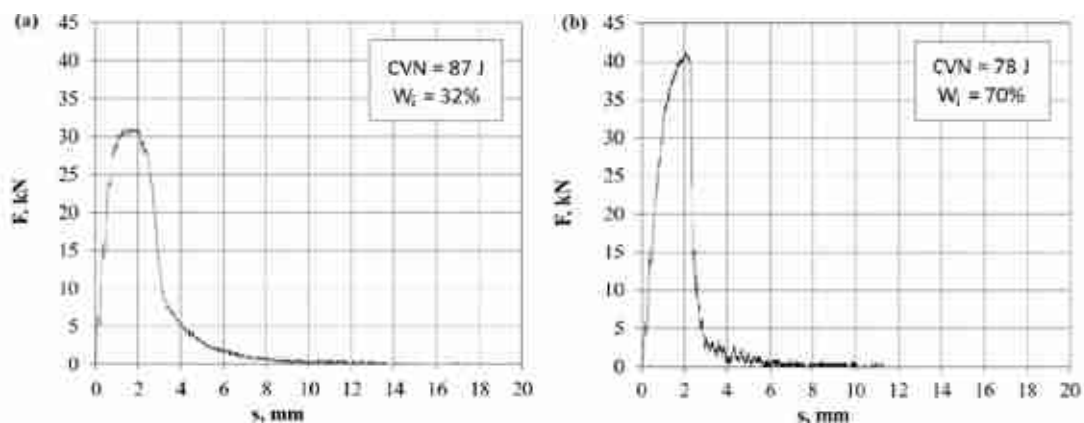 (a)
45
40
35
30
25
20
15
10
5
0
F, kN
CVN = 87 J
Wi = 32%
0 2 4 6 8 10 12 14 16 18 20
s, mm
(b)
45
40
35
30
25
20
15
10
5
0
F, kN
CVN = 78 J
Wi = 70%
0 2 4 6 8 10 12 14 16 18 20
s, mm